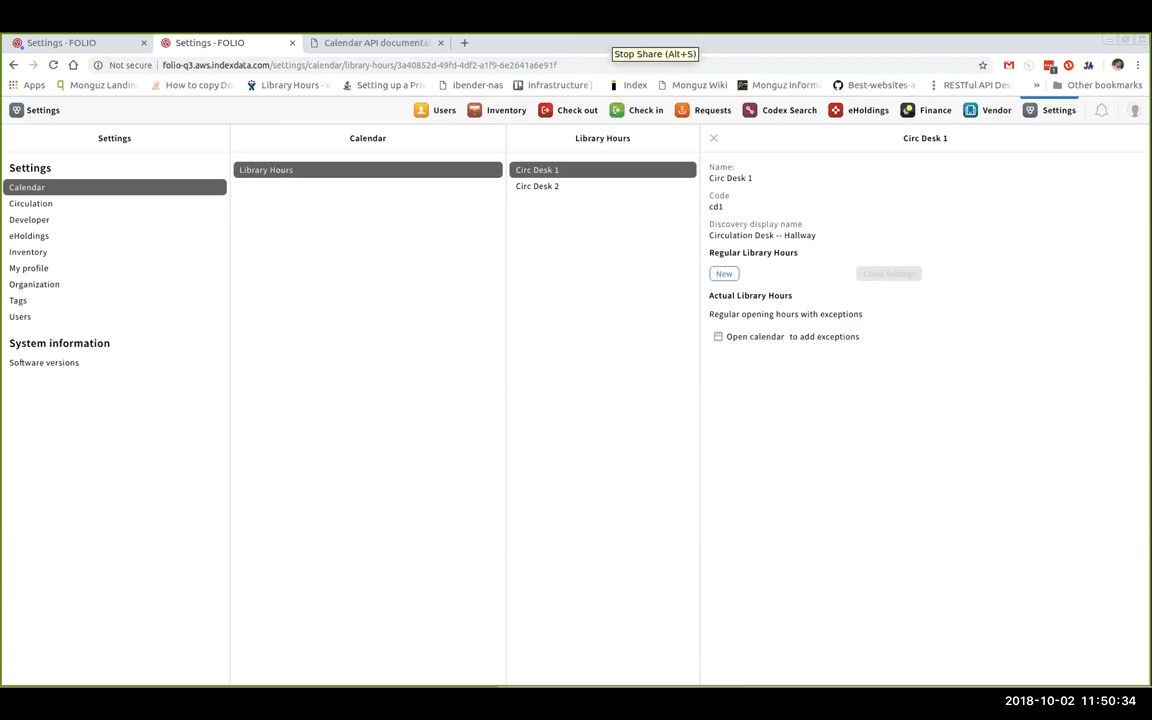 Settings - FOLIO
Settings - FOLIO
Calendar API documenta
Stop Share (Alt+S)
Not secure | folio-q3.aws.indexdata.com/settings/calendar/library-hours/3a40852d-49fd-4df2-a1f9-6e2641a6e91f
Apps Monguz Landing How to copy Do Library Hours - v Setting up a Priv ibender-nas Infrastructure | Index Monguz Wiki Monguz Inform Best-websites-a RESTful API Des » Other bookmarks
Settings Users Inventory Check out Check in Requests Codex Search eHoldings Finance Vendor Settings
Settings
Settings
Calendar
Circulation
Developer
eHoldings
Inventory
My profile
Organization
Tags
Users
System information
Software versions
Calendar
Library Hours
Library Hours
Circ Desk 1
Circ Desk 2
Circ Desk 1
Name:
Circ Desk 1
Code
cd1
Discovery display name
Circulation Desk -- Hallway
Regular Library Hours
New Clone Settings
Actual Library Hours
Regular opening hours with exceptions
Open calendar to add exceptions
2018-10-02 11:50:34